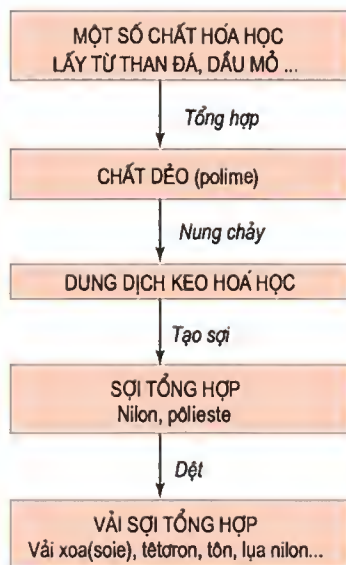 MỘT SỐ CHẤT HÓA HỌC
LẤY TỪ THAN ĐÁ, DẦU MỎ ...
Tổng hợp
CHẤT DẺO (polime)
Nung chảy
DUNG DỊCH KEO HOÁ HỌC
Tạo sợi
SỢI TỔNG HỢP
Nilon, pôlieste
Dệt
VẢI SỢI TỔNG HỢP
Vải xoa(soie), têtơron, tôn, lụa nilon...